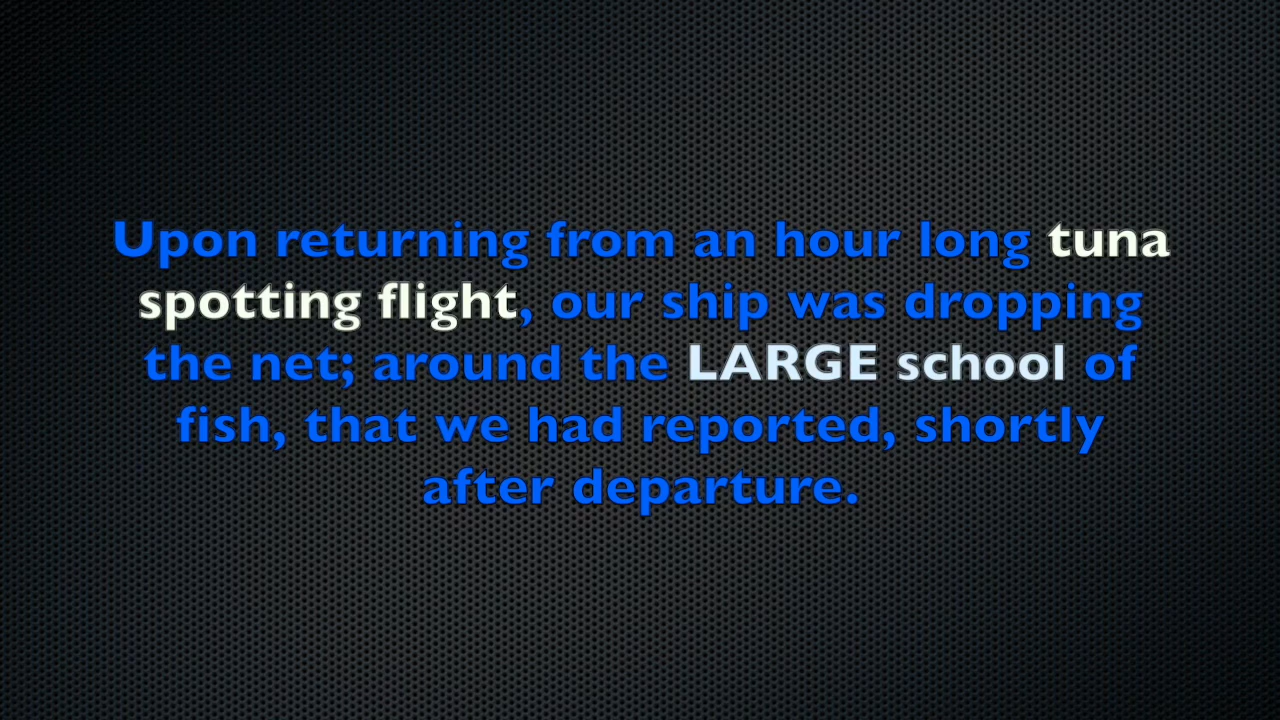 Upon returning from an hour long tuna
spotting flight, our ship was dropping
the net; around the LARGE school of
fish, that we had reported, shortly
after departure.